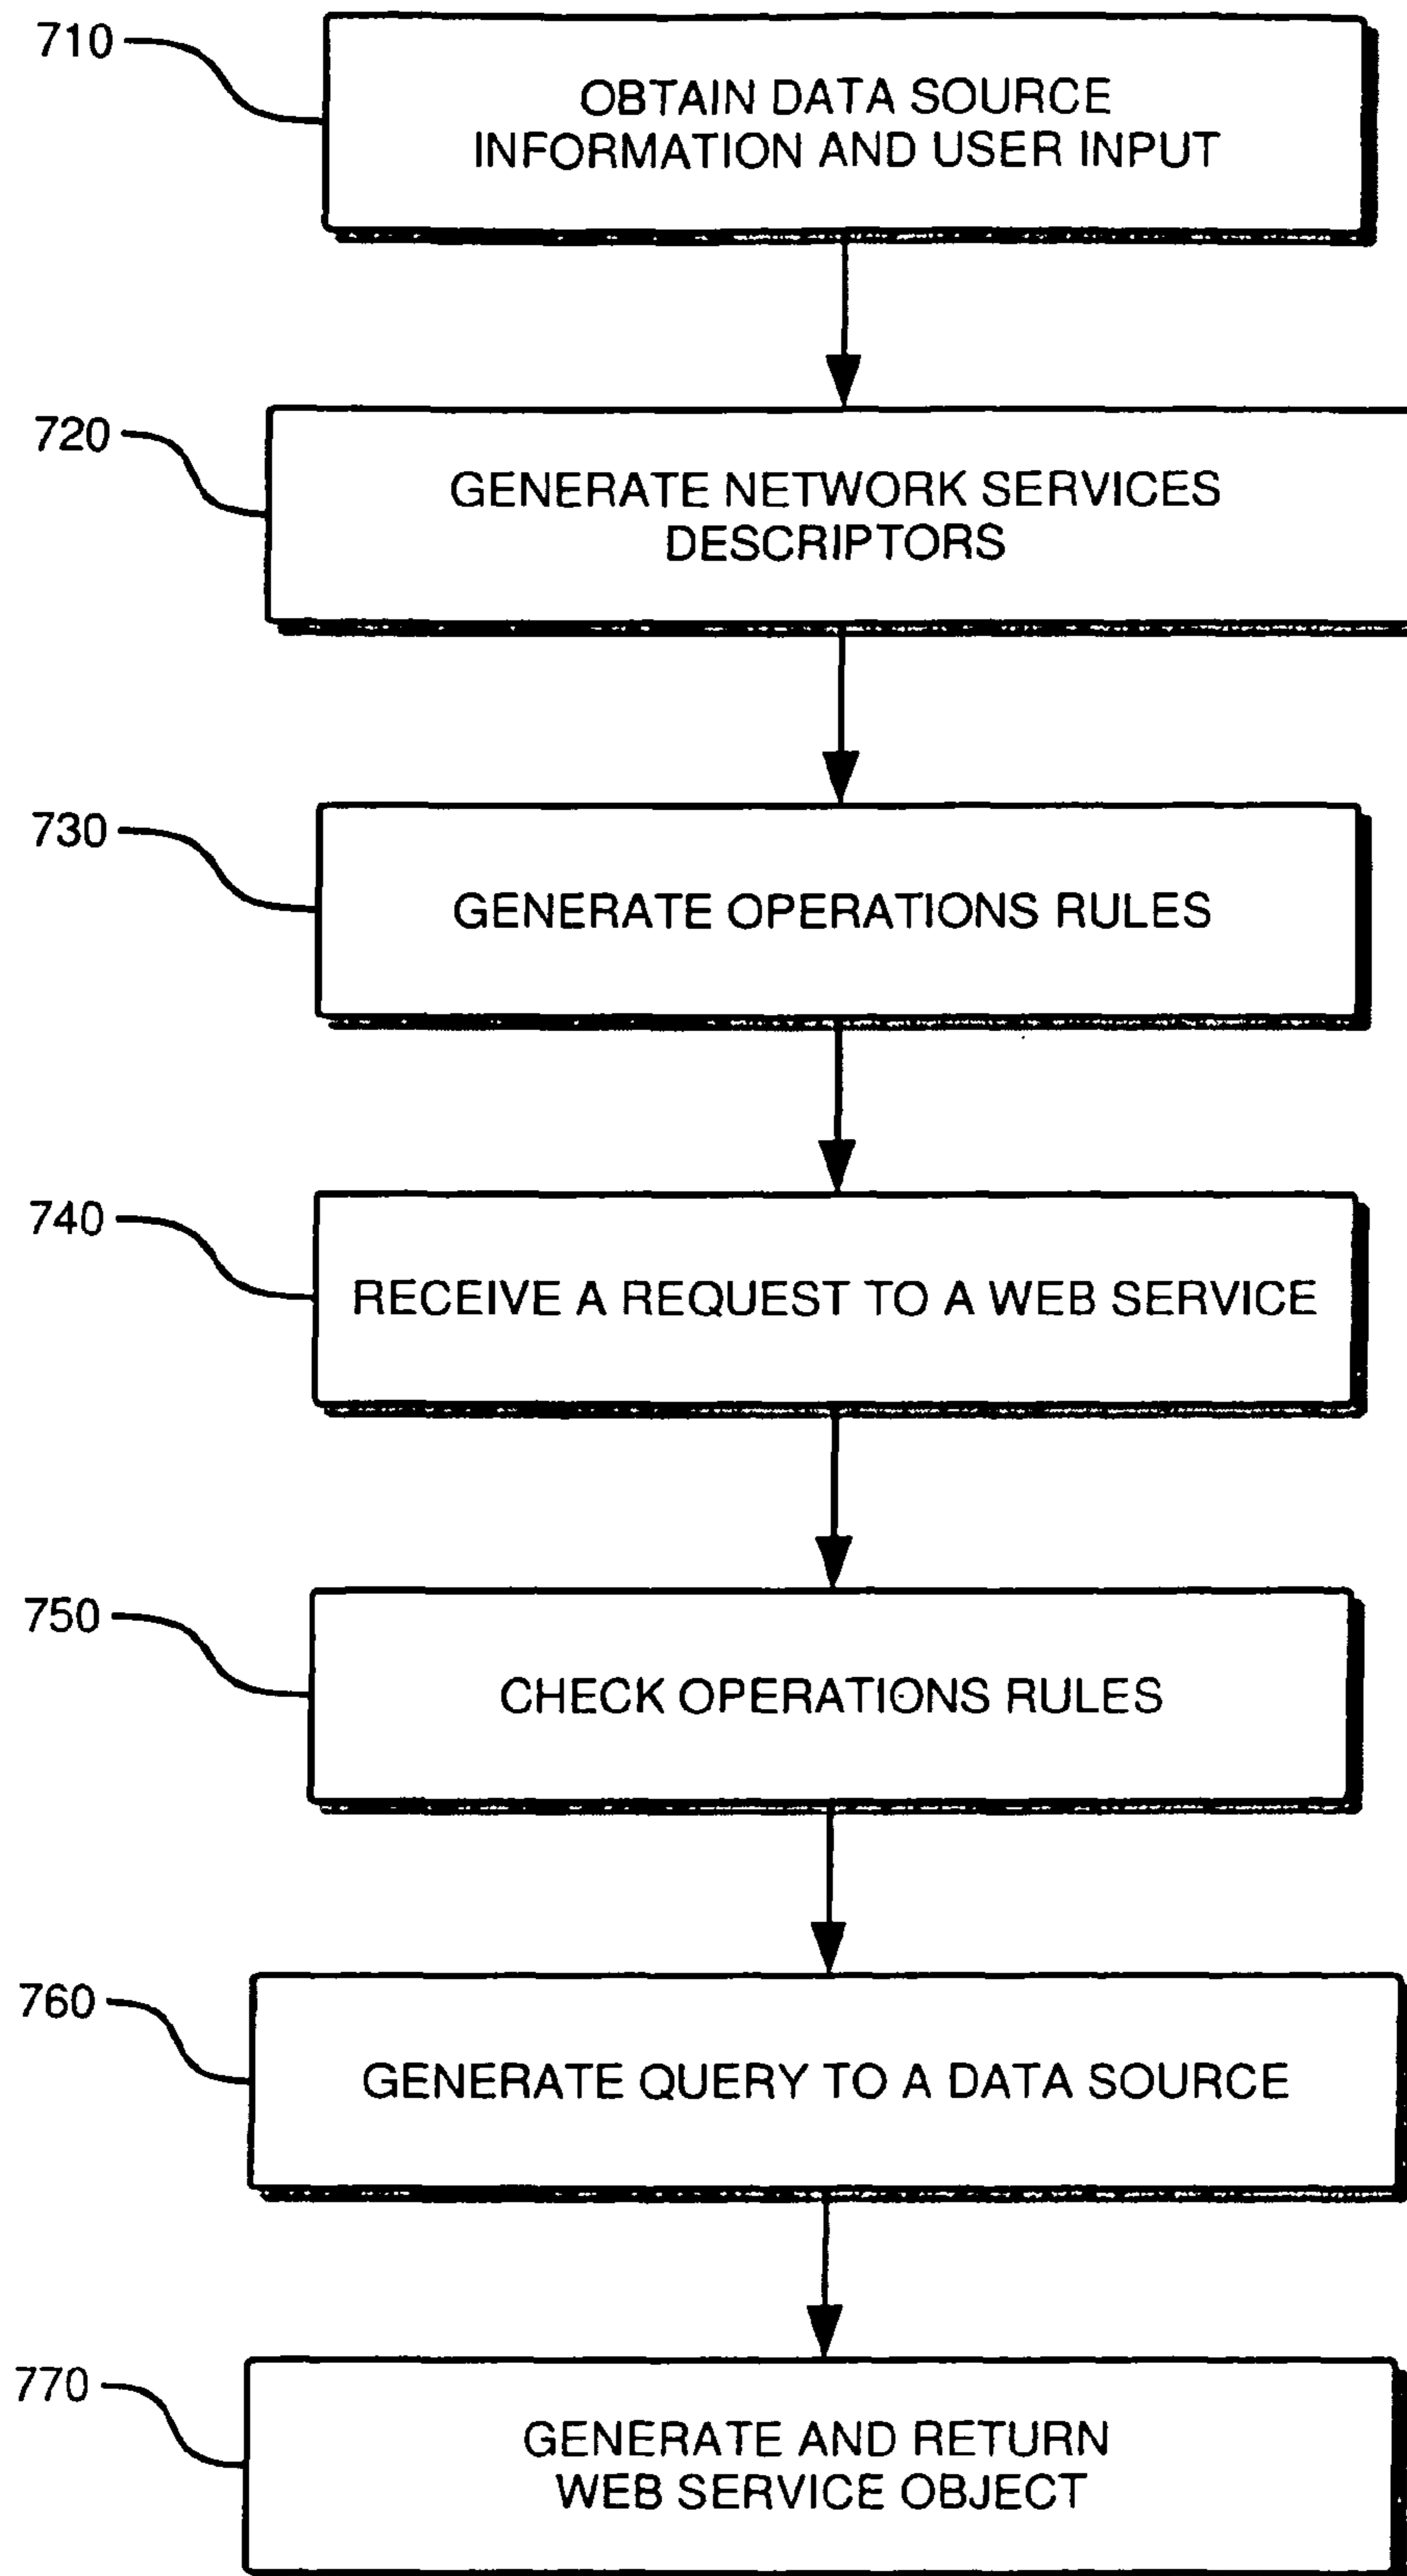 710
OBTAIN DATA SOURCE
INFORMATION AND USER INPUT
720
GENERATE NETWORK SERVICES
DESCRIPTORS
730
GENERATE OPERATIONS RULES
740
RECEIVE A REQUEST TO A WEB SERVICE
750
CHECK OPERATIONS RULES
760
GENERATE QUERY TO A DATA SOURCE
770
GENERATE AND RETURN
WEB SERVICE OBJECT